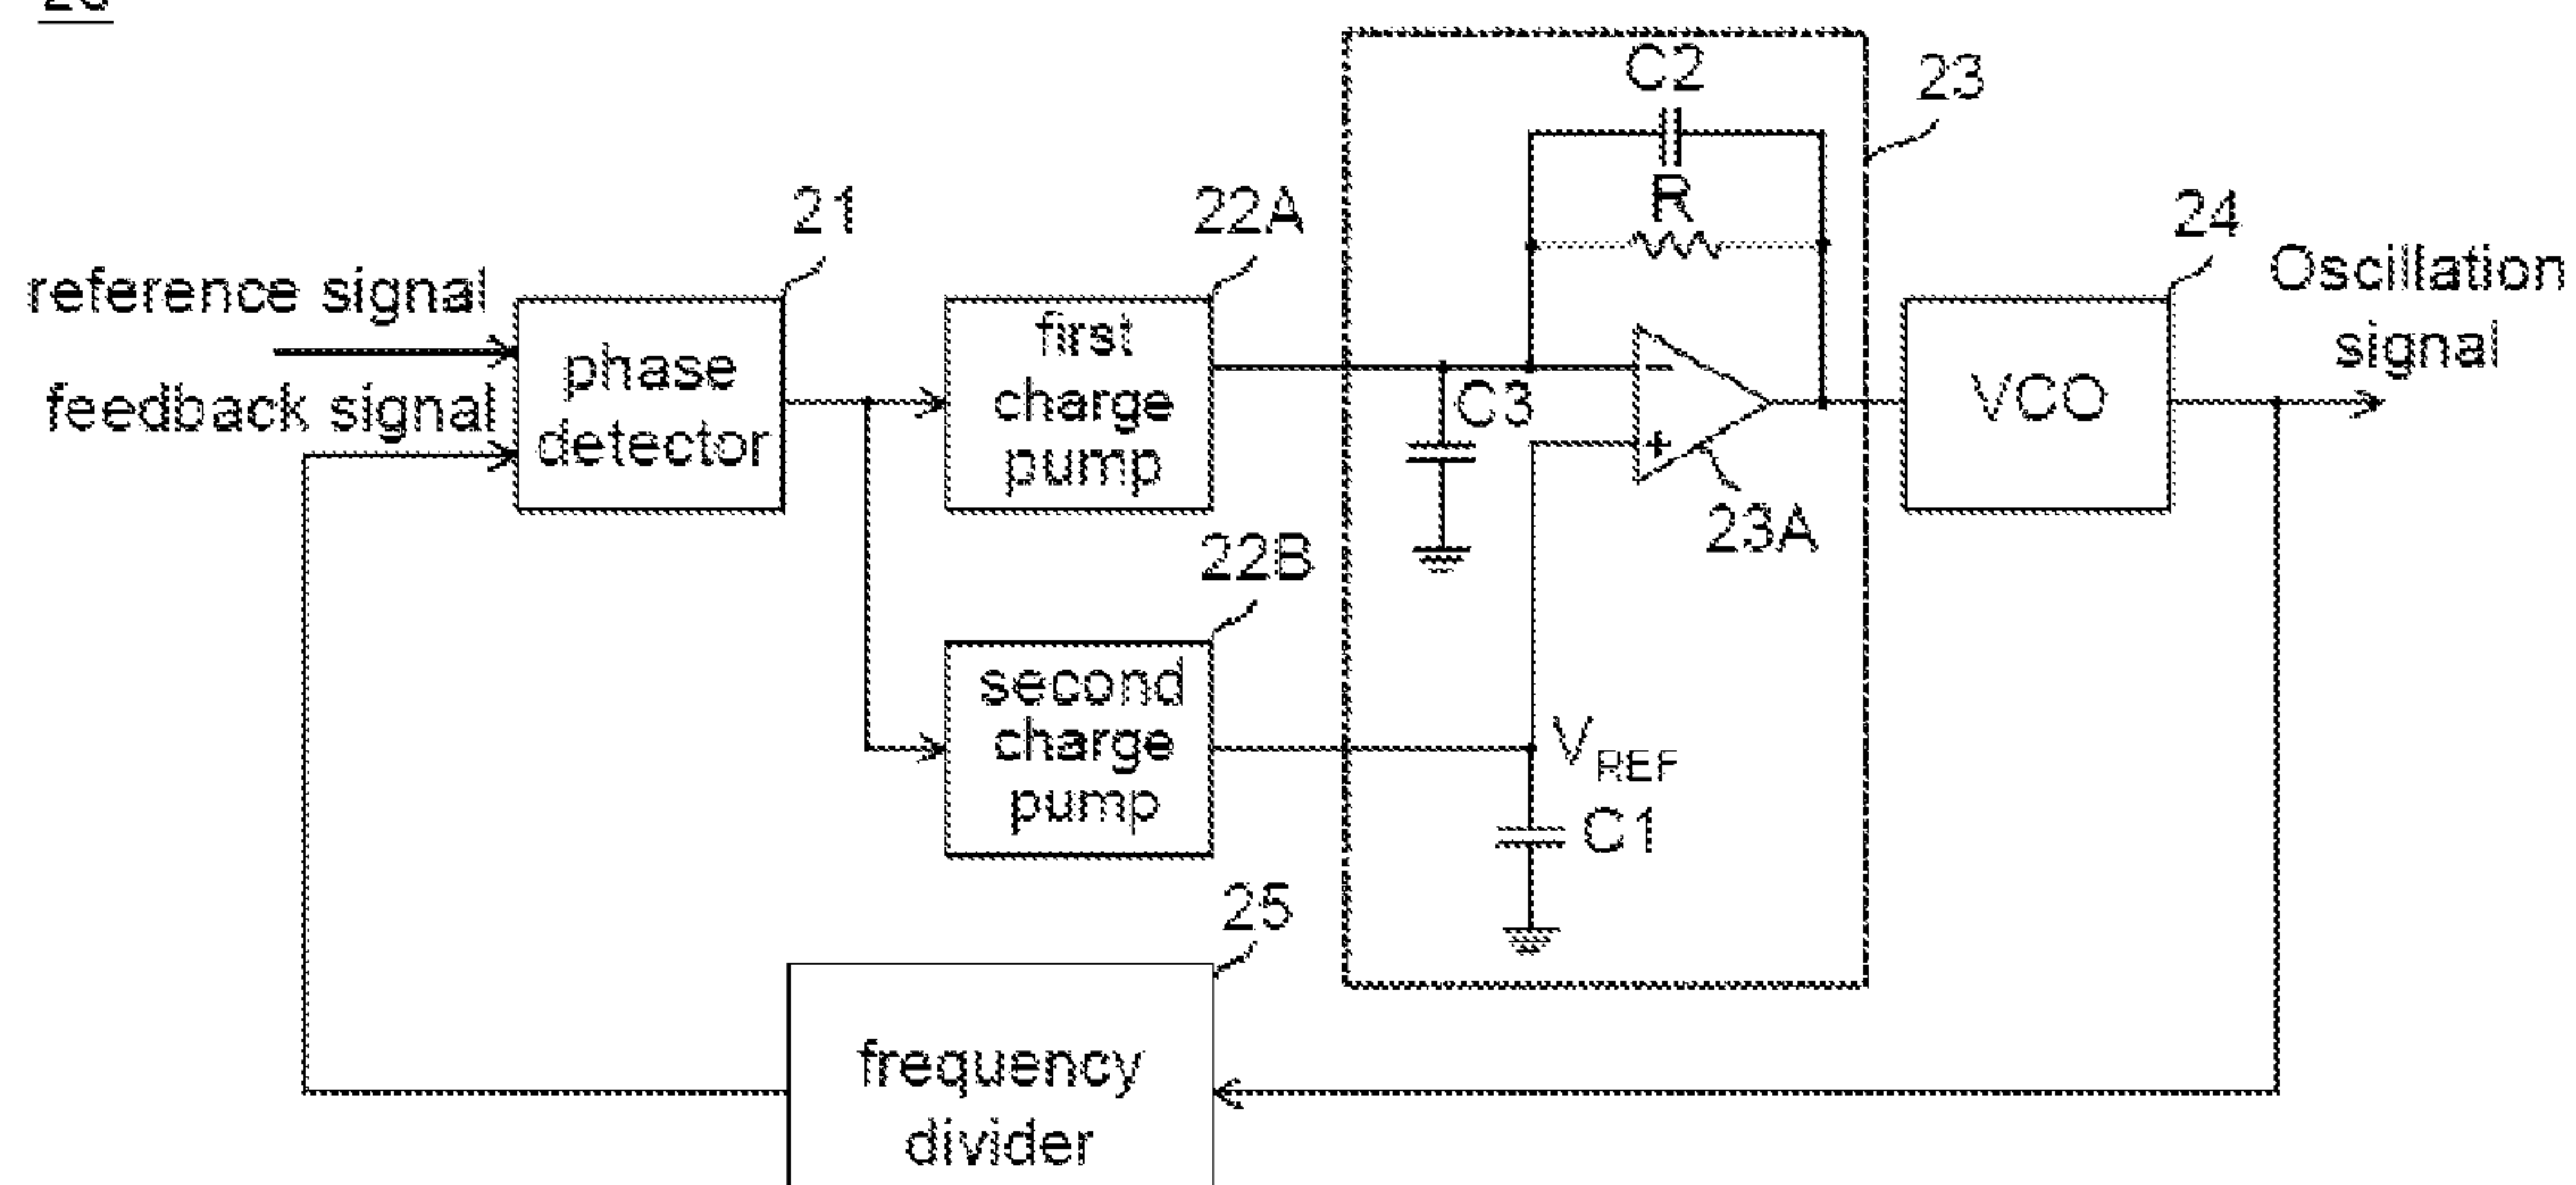 C2
23
R
21
22A
24
reference signal
Oscillation
signal
phase
detector
first
charge
pump
−
C3
VCO
feedback signal
+
23A
22B
second
charge
pump
VREF
C1
25
frequency
divider